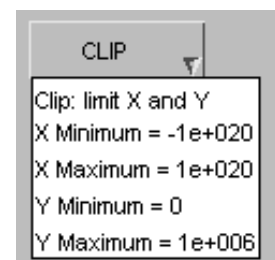 CLIP
Clip: limit X and Y
X Minimum = -1e+020
X Maximum = 1e+020
Y Minimum = 0
Y Maximum = 1e+006